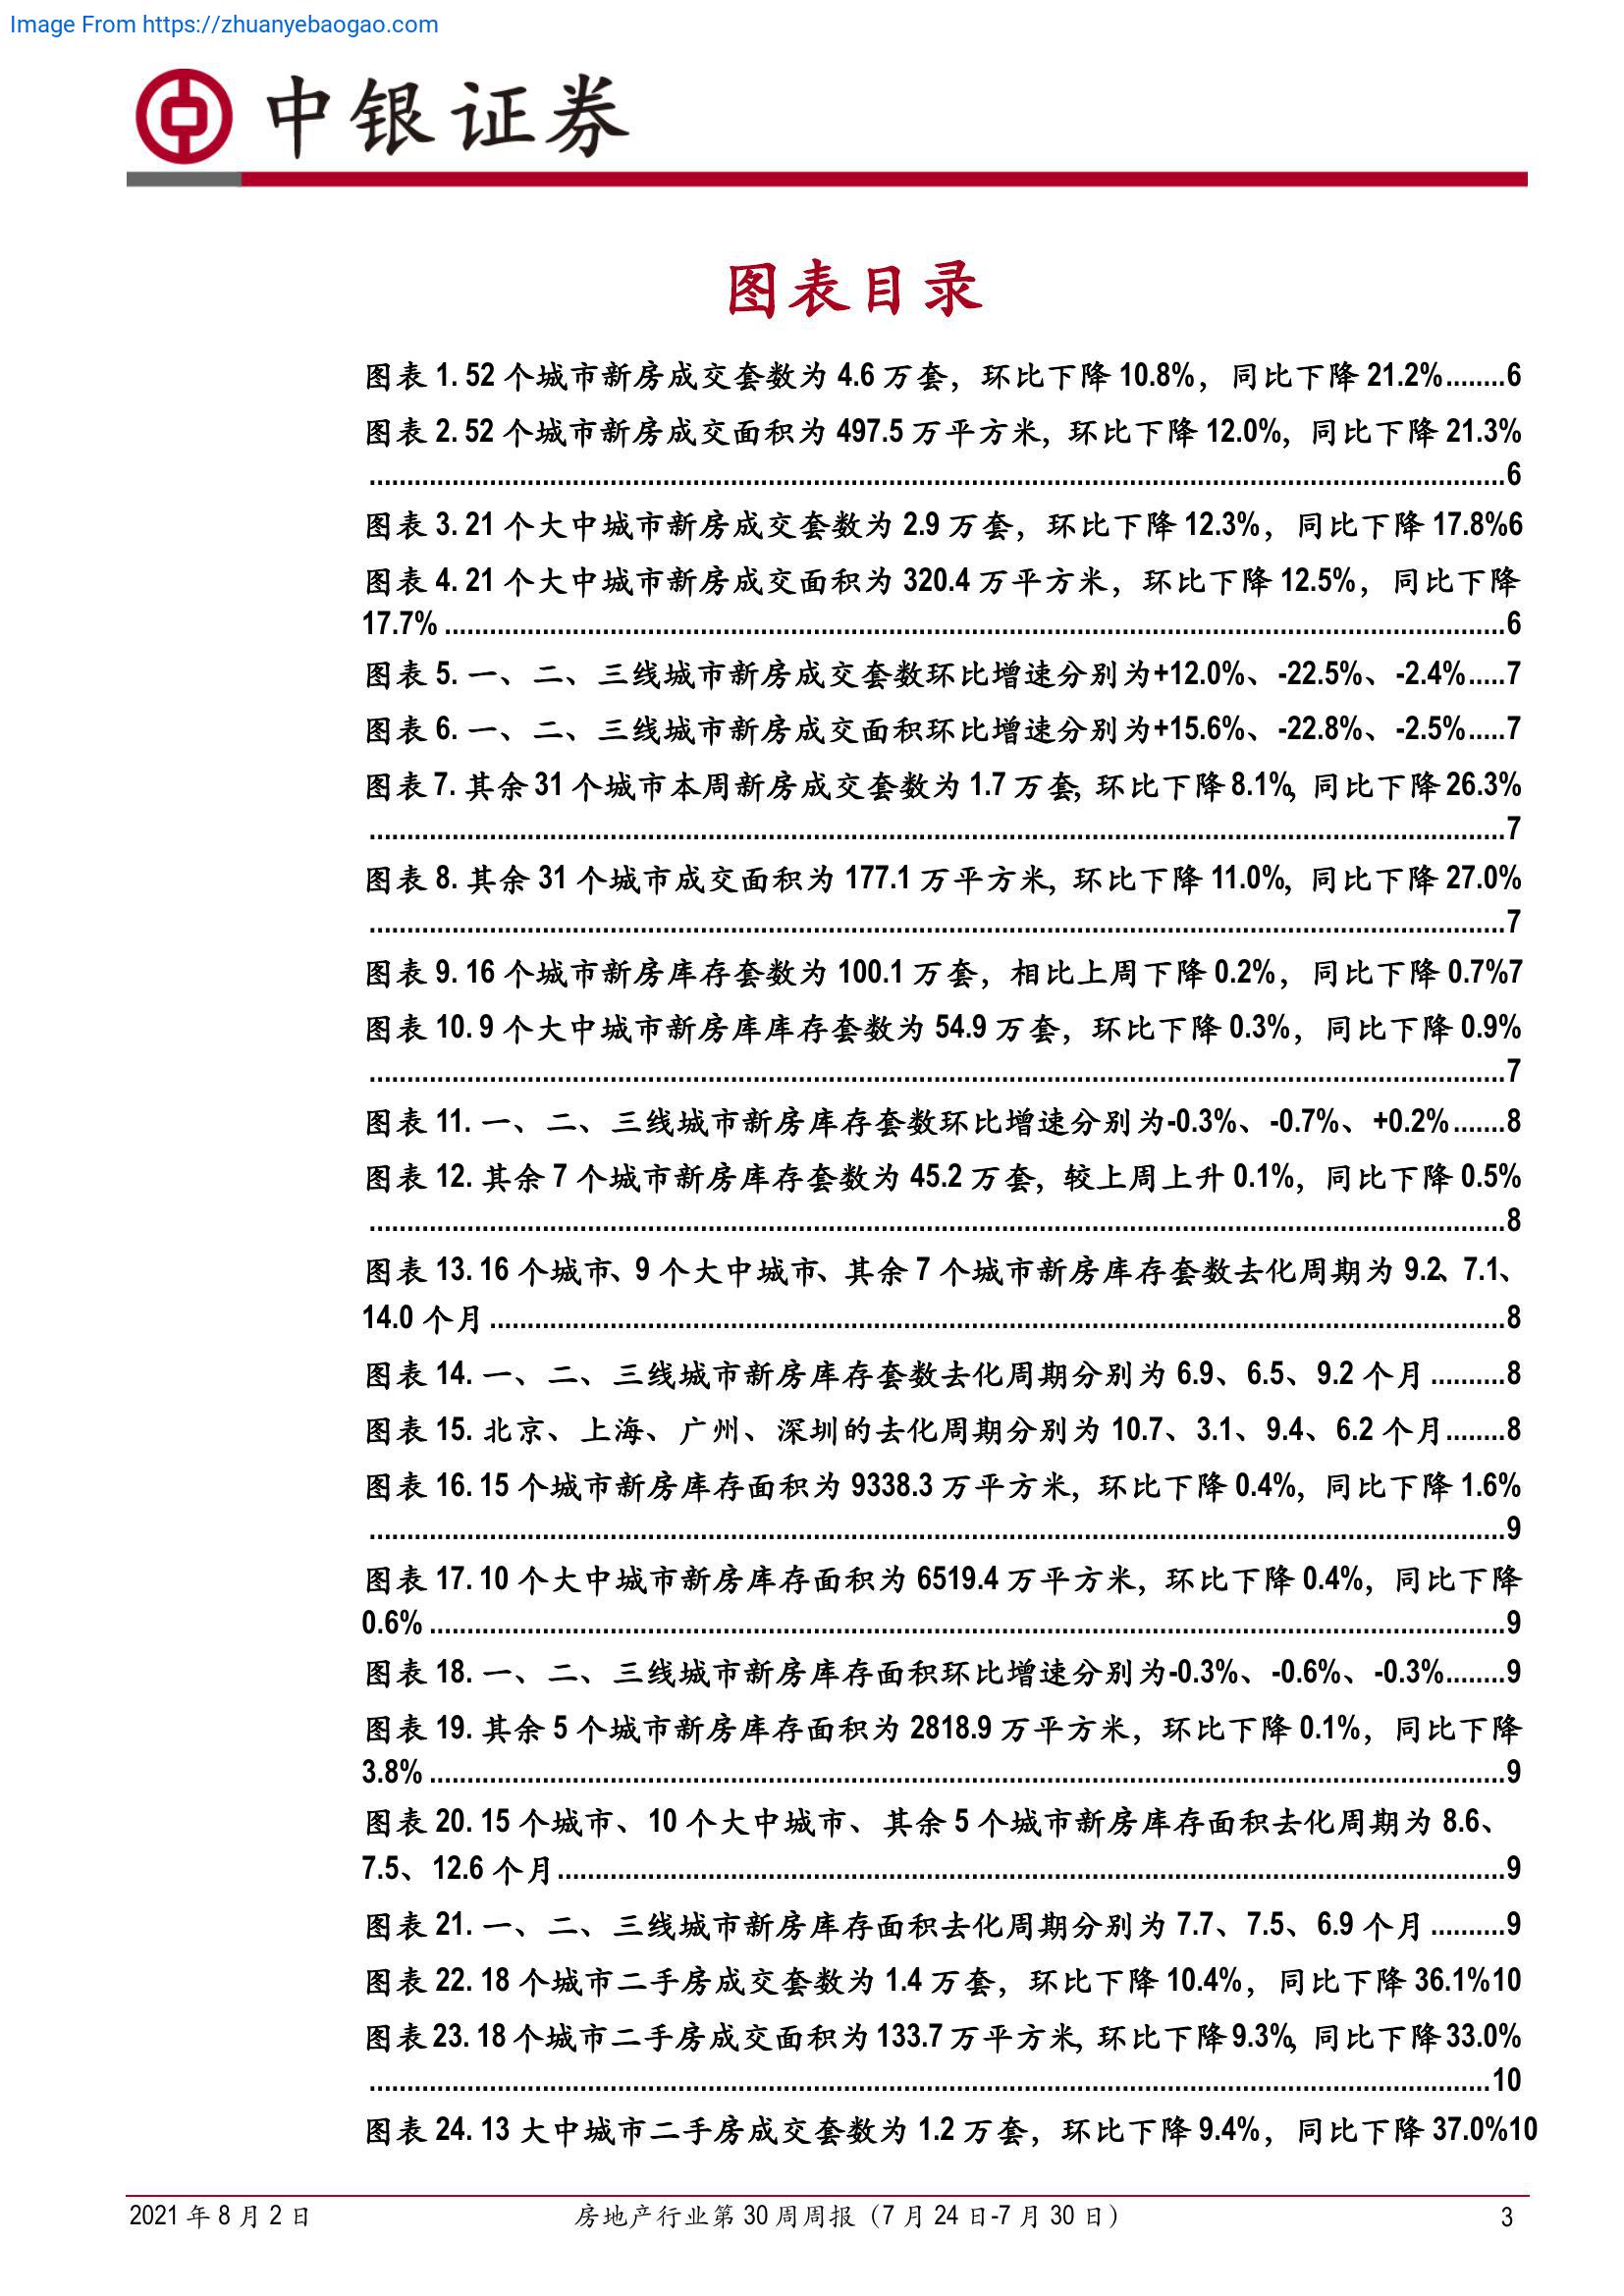 Image From https://zhuanyebaogao.com
中银证券
图表目录
图表 1. 52 个城市新房成交套数为 4.6 万套，环比下降 10.8%，同比下降 21.2%........6
图表 2. 52 个城市新房成交面积为 497.5 万平方米，环比下降 12.0%，同比下降 21.3%
........................................................................................................................................................6
图表 3. 21 个大中城市新房成交套数为 2.9 万套，环比下降 12.3%，同比下降 17.8%6
图表 4. 21 个大中城市新房成交面积为 320.4 万平方米，环比下降 12.5%，同比下降
17.7% ..............................................................................................................................................6
图表 5. 一、二、三线城市新房成交套数环比增速分别为+12.0%、-22.5%、-2.4%.....7
图表 6. 一、二、三线城市新房成交面积环比增速分别为+15.6%、-22.8%、-2.5%.....7
图表 7. 其余 31 个城市本周新房成交套数为 1.7 万套，环比下降 8.1%，同比下降 26.3%
........................................................................................................................................................7
图表 8. 其余 31 个城市成交面积为 177.1 万平方米，环比下降 11.0%，同比下降 27.0%
........................................................................................................................................................7
图表 9. 16 个城市新房库存套数为 100.1 万套，相比上周下降 0.2%，同比下降 0.7%7
图表 10. 9 个大中城市新房库库存套数为 54.9 万套，环比下降 0.3%，同比下降 0.9%
........................................................................................................................................................7
图表 11. 一、二、三线城市新房库存套数环比增速分别为-0.3%、-0.7%、+0.2%.......8
图表 12. 其余 7 个城市新房库存套数为 45.2 万套，较上周上升 0.1%，同比下降 0.5%
........................................................................................................................................................8
图表 13. 16 个城市、9 个大中城市、其余 7 个城市新房库存套数去化周期为 9.2、7.1、
14.0 个月 ........................................................................................................................................8
图表 14. 一、二、三线城市新房库存套数去化周期分别为 6.9、6.5、9.2 个月 ..........8
图表 15. 北京、上海、广州、深圳的去化周期分别为 10.7、3.1、9.4、6.2 个月........8
图表 16. 15 个城市新房库存面积为 9338.3 万平方米，环比下降 0.4%，同比下降 1.6%
........................................................................................................................................................9
图表 17. 10 个大中城市新房库存面积为 6519.4 万平方米，环比下降 0.4%，同比下降
0.6% ................................................................................................................................................9
图表 18. 一、二、三线城市新房库存面积环比增速分别为-0.3%、-0.6%、-0.3%........9
图表 19. 其余 5 个城市新房库存面积为 2818.9 万平方米，环比下降 0.1%，同比下降
3.8% ................................................................................................................................................9
图表 20. 15 个城市、10 个大中城市、其余 5 个城市新房库存面积去化周期为 8.6、
7.5、12.6 个月...............................................................................................................................9
图表 21. 一、二、三线城市新房库存面积去化周期分别为 7.7、7.5、6.9 个月 ..........9
图表 22. 18 个城市二手房成交套数为 1.4 万套，环比下降 10.4%，同比下降 36.1%10
图表 23. 18 个城市二手房成交面积为 133.7 万平方米，环比下降 9.3%，同比下降 33.0%
......................................................................................................................................................10
图表 24. 13 大中城市二手房成交套数为 1.2 万套，环比下降 9.4%，同比下降 37.0%10
2021 年 8 月 2 日
房地产行业第 30 周周报（7 月 24 日-7 月 30 日）
3